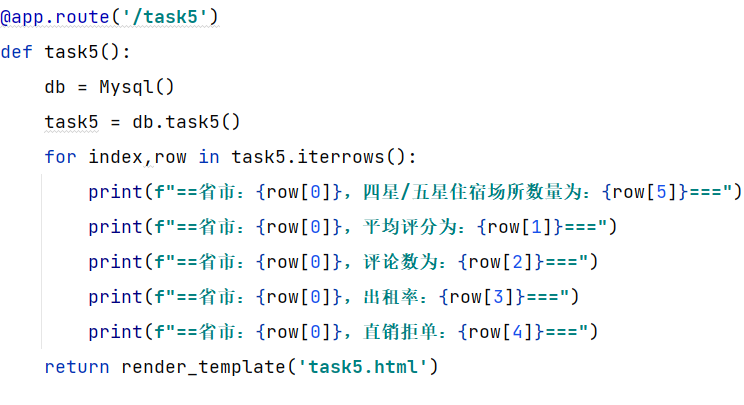 @app.route('/task5')
def task5():
    db = Mysql()
    task5 = db.task5()
    for index,row in task5.iterrows():
        print(f"==省市：{row[0]}，四星/五星住宿场所数量为：{row[5]}===")
        print(f"==省市：{row[0]}，平均评分为：{row[1]}===")
        print(f"==省市：{row[0]}，评论数为：{row[2]}===")
        print(f"==省市：{row[0]}，出租率：{row[3]}===")
        print(f"==省市：{row[0]}，直销拒单：{row[4]}===")
    return render_template('task5.html')